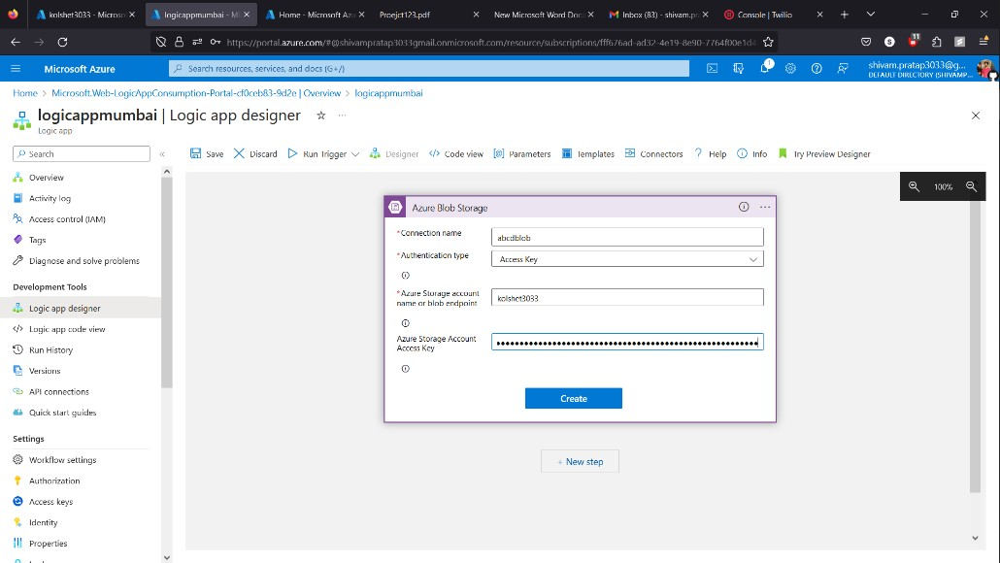 kolshet3033 - Microsof
logicappmumbai - Mi
Home - Microsoft Azu
Proejct123.pdf
New Microsoft Word Docu
Inbox (83) - shivam.pr
Console | Twilio
https://portal.azure.com/#@shivampratap3033gmail.onmicrosoft.com/resource/subscriptions/fff676ad-ad32-4e19-8e90-7764f00e1d4
11
Microsoft Azure
Search resources, services, and docs (G+/)
1
shivam.pratap3033@g...
DEFAULT DIRECTORY (SHIVAMP...
Home > Microsoft.Web-LogicAppConsumption-Portal-cf0ceb83-9d2e | Overview > logicappmumbai
logicappmumbai | Logic app designer
Logic app
Search
Save
Discard
Run Trigger
Designer
Code view
Parameters
Templates
Connectors
Help
Info
Try Preview Designer
Overview
Activity log
Access control (IAM)
Tags
Diagnose and solve problems
Development Tools
Logic app designer
Logic app code view
Run History
Versions
API connections
Quick start guides
Settings
Workflow settings
Authorization
Access keys
Identity
Properties
100%
Azure Blob Storage
*Connection name
abcdblob
*Authentication type
Access Key
*Azure Storage account
name or blob endpoint
kolshet3033
Azure Storage Account
Access Key
Create
+ New step